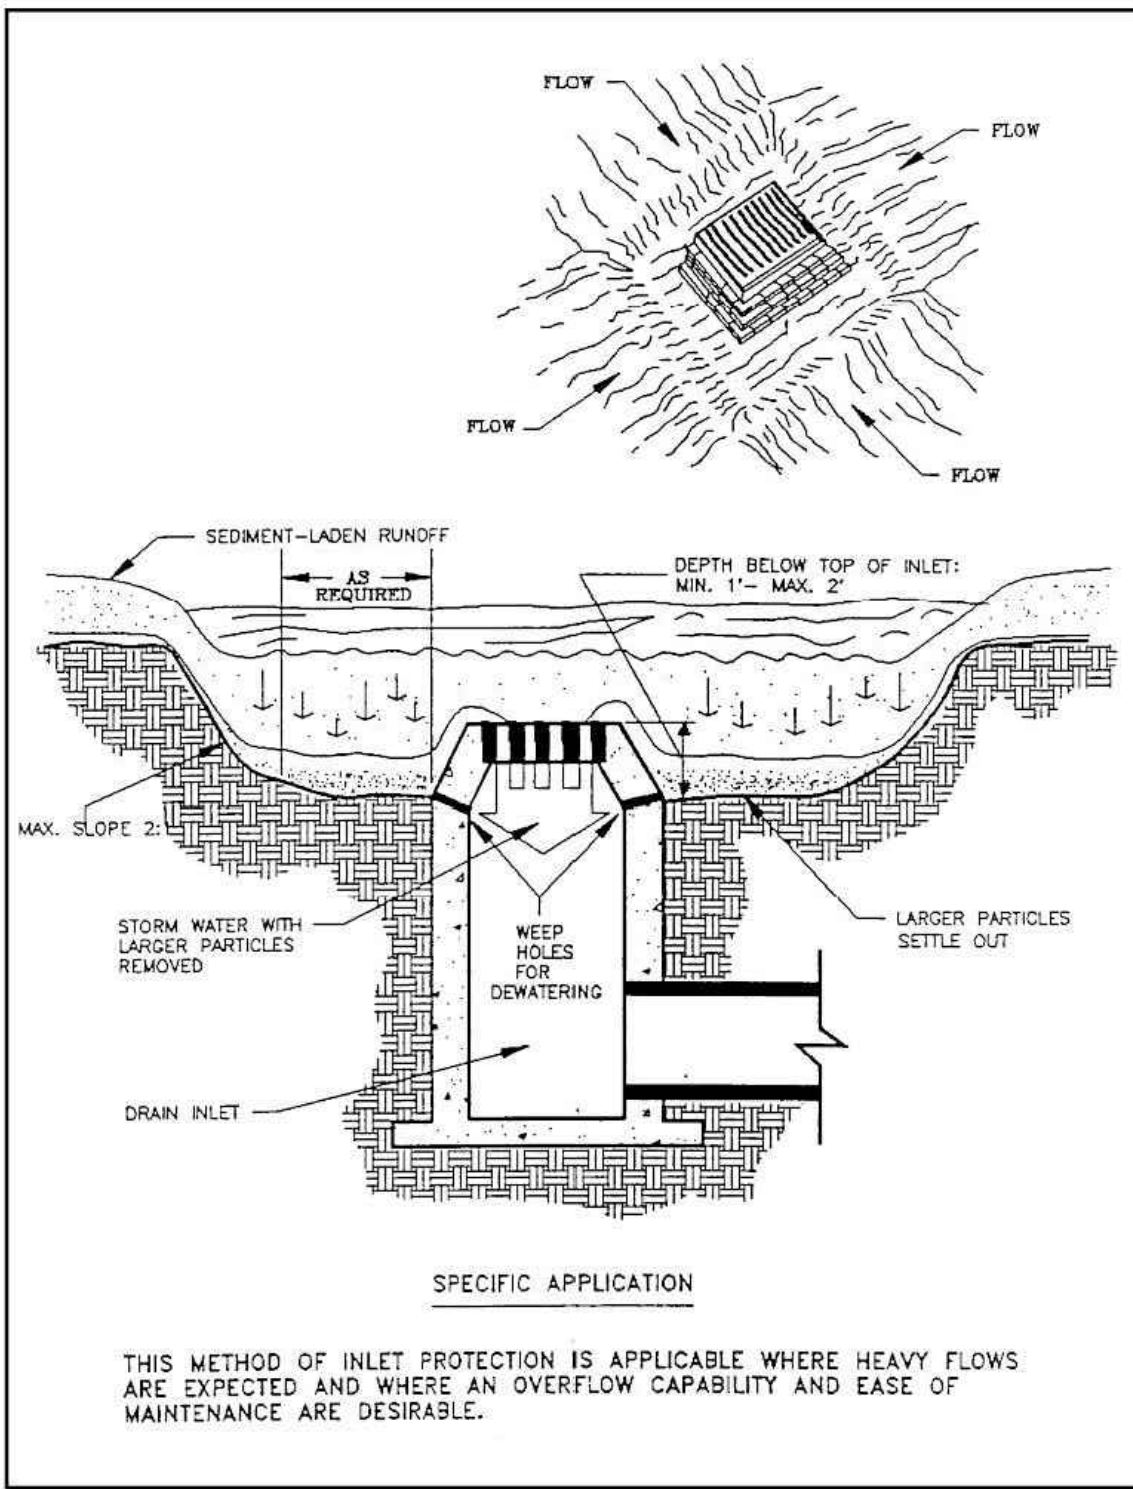 FLOW
FLOW
FLOW
FLOW
SEDIMENT-LADEN RUNOFF
AS
REQUIRED
DEPTH BELOW TOP OF INLET:
MIN. 1'- MAX. 2'
MAX. SLOPE 2:
STORM WATER WITH
LARGER PARTICLES
REMOVED
WEEP
HOLES
FOR
DEWATERING
LARGER PARTICLES
SETTLE OUT
DRAIN INLET
SPECIFIC APPLICATION
THIS METHOD OF INLET PROTECTION IS APPLICABLE WHERE HEAVY FLOWS
ARE EXPECTED AND WHERE AN OVERFLOW CAPABILITY AND EASE OF
MAINTENANCE ARE DESIRABLE.